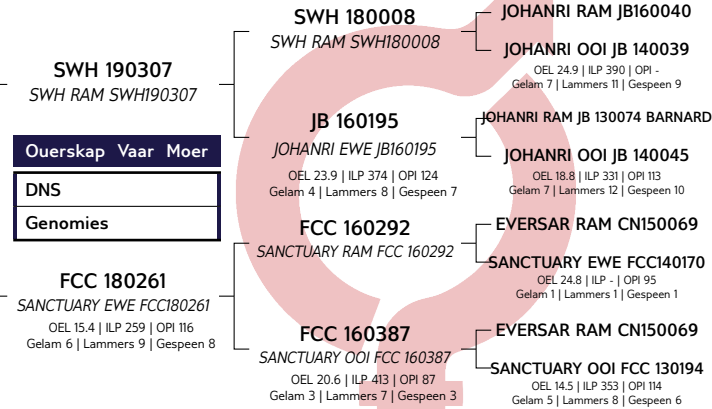 SWH 190307
SWH RAM SWH190307
Ouerskap Vaar Moer
DNS
Genomies
FCC 180261
SANCTUARY EWE FCC180261
OEL 15.4 | ILP 259 | OPI 116
Gelam 6 | Lammers 9 | Gespeen 8
SWH 180008
SWH RAM SWH180008
JB 160195
JOHANRI EWE JB160195
OEL 23.9 | ILP 374 | OPI 124
Gelam 4 | Lammers 8 | Gespeen 7
FCC 160292
SANCTUARY RAM FCC 160292
FCC 160387
SANCTUARY OOI FCC 160387
OEL 20.6 | ILP 413 | OPI 87
Gelam 3 | Lammers 7 | Gespeen 3
JOHANRI RAM JB160040
JOHANRI OOI JB 140039
OEL 24.9 | ILP 390 | OPI -
Gelam 7 | Lammers 11 | Gespeen 9
JOHANRI RAM JB 130074 BARNARD
JOHANRI OOI JB 140045
OEL 18.8 | ILP 331 | OPI 113
Gelam 7 | Lammers 12 | Gespeen 10
EVERSAR RAM CN150069
SANCTUARY EWE FCC140170
OEL 24.8 | ILP - | OPI 95
Gelam 1 | Lammers 1 | Gespeen 1
EVERSAR RAM CN150069
SANCTUARY OOI FCC 130194
OEL 14.5 | ILP 353 | OPI 114
Gelam 5 | Lammers 8 | Gespeen 6